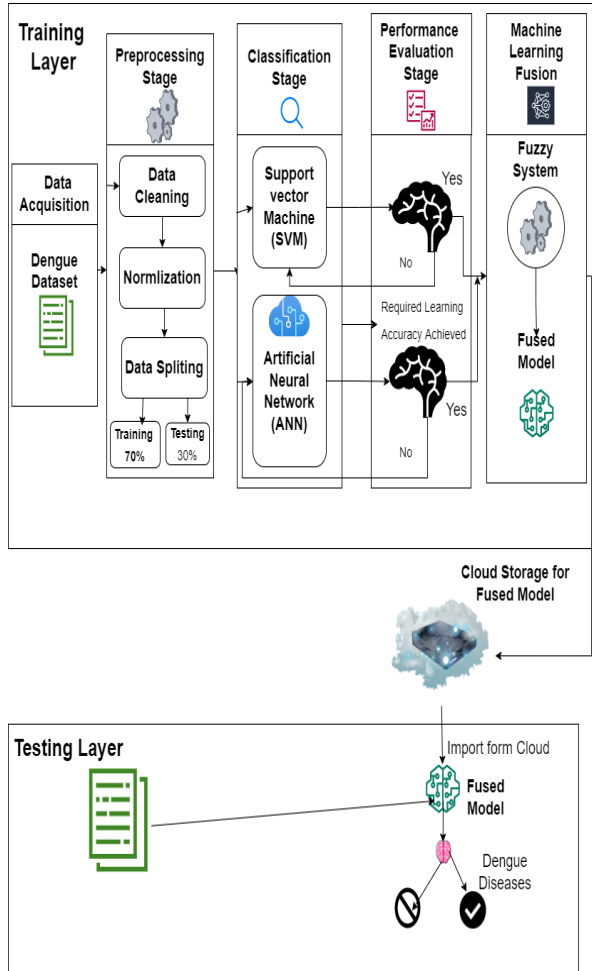 Training
Layer
Preprocessing
Stage
Classification
Stage
Performance
Evaluation
Stage
Machine
Learning
Fusion
Data
Acquisition
Dengue
Dataset
Data
Cleaning
Normlization
Data Spliting
Training
70%
Testing
30%
Support
vector
Machine
(SVM)
Artificial
Neural
Network
(ANN)
Yes
No
Required Learning
Accuracy Achieved
Yes
No
Fuzzy
System
Fused
Model
Cloud Storage for
Fused Model
Testing Layer
Import form Cloud
Fused
Model
Dengue
Diseases